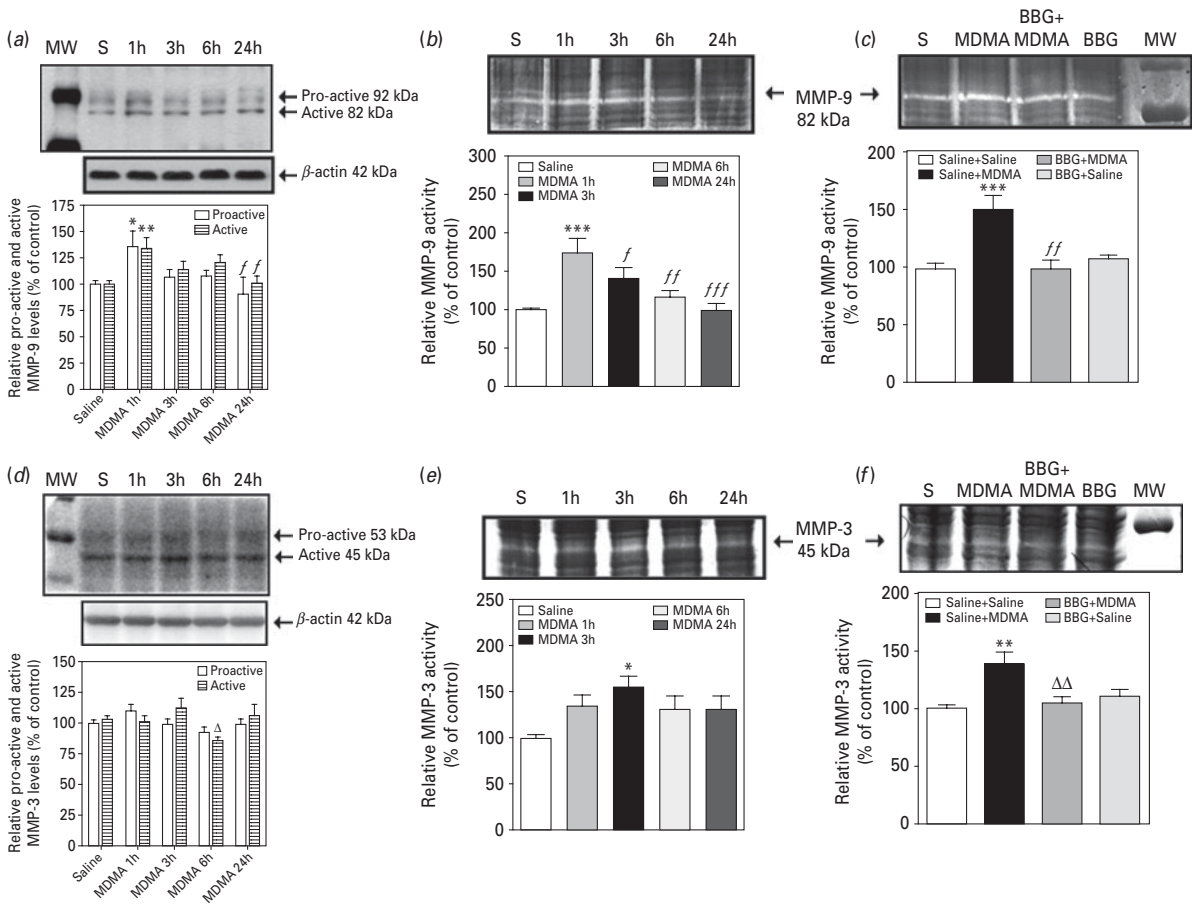 (a)
MW S 1h 3h 6h 24h
Pro-active 92 kDa
Active 82 kDa
β-actin 42 kDa
Relative pro-active and active
MMP-9 levels (% of control)
175
150
125
100
75
50
25
0
Proactive
Active
* ** ƒ ƒ
Saline
MDMA 1h
MDMA 3h
MDMA 6h
MDMA 24h
(b)
S 1h 3h 6h 24h
MMP-9
82 kDa
Relative MMP-9 activity
(% of control)
300
250
200
150
100
50
0
Saline
MDMA 1h
MDMA 3h
MDMA 6h
MDMA 24h
*** ƒ ƒƒ ƒƒƒ
(c)
BBG+
S MDMA MDMA BBG MW
Relative MMP-9 activity
(% of control)
200
150
100
50
0
Saline+Saline
Saline+MDMA
BBG+MDMA
BBG+Saline
*** ƒƒ
(d)
MW S 1h 3h 6h 24h
Pro-active 53 kDa
Active 45 kDa
β-actin 42 kDa
Relative pro-active and active
MMP-3 levels (% of control)
150
125
100
75
50
25
0
Proactive
Active
Δ
Saline
MDMA 1h
MDMA 3h
MDMA 6h
MDMA 24h
(e)
S 1h 3h 6h 24h
MMP-3
45 kDa
Relative MMP-3 activity
(% of control)
250
200
150
100
50
0
Saline
MDMA 1h
MDMA 3h
MDMA 6h
MDMA 24h
*
(f)
BBG+
S MDMA MDMA BBG MW
Relative MMP-3 activity
(% of control)
200
150
100
50
0
Saline+Saline
Saline+MDMA
BBG+MDMA
BBG+Saline
** ΔΔ